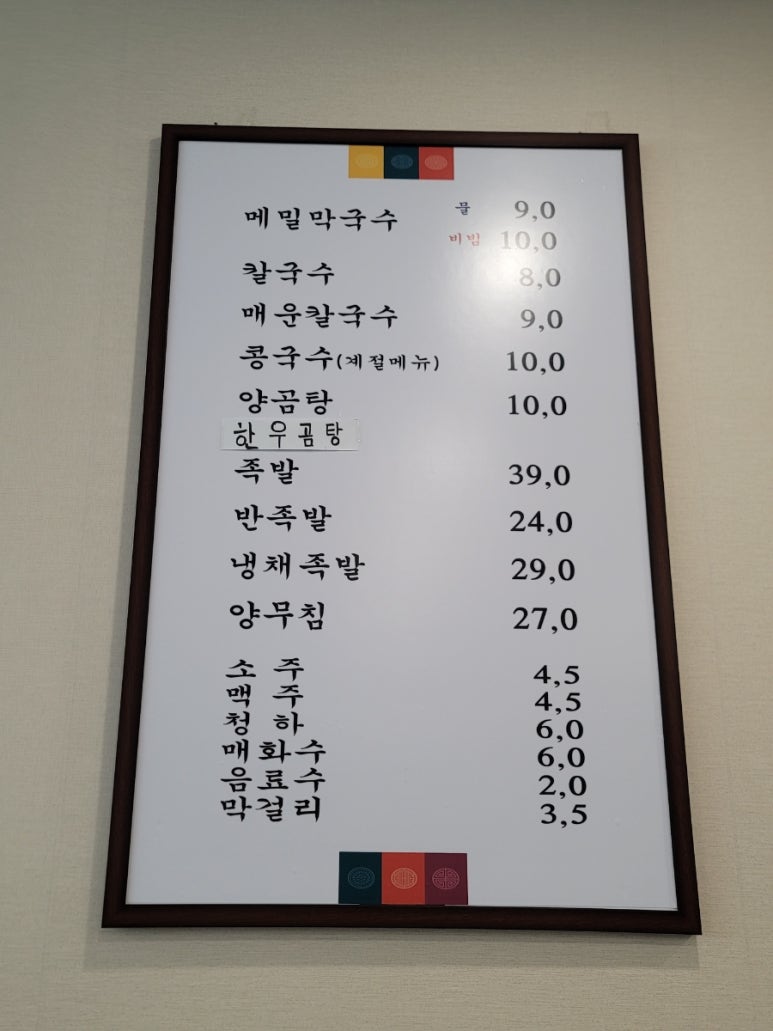 메밀막국수 물 9,0
비빔 10,0
칼국수 8,0
매운칼국수 9,0
콩국수(계절메뉴) 10,0
양곰탕 10,0
한우곰탕
족발 39,0
반족발 24,0
냉채족발 29,0
양무침 27,0
소 주 4,5
맥 주 4,5
청 하 6,0
매화수 6,0
음료수 2,0
막걸리 3,5